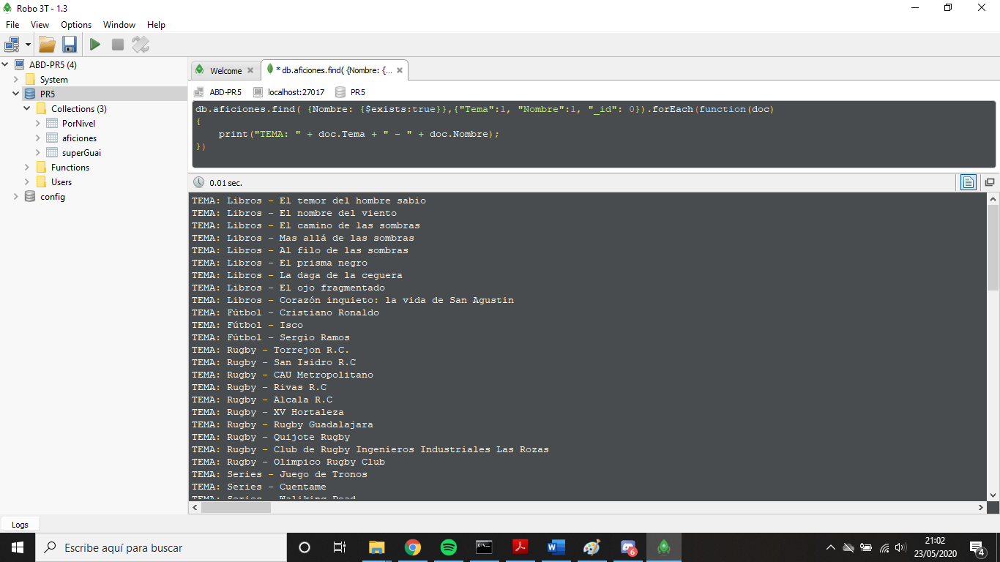 Robo 3T - 1.3
File View Options Window Help
ABD-PR5 (4)
System
PR5
Collections (3)
PorNivel
aficiones
superGuai
Functions
Users
config
Welcome
* db.aficiones.find( {Nombre: {...
ABD-PR5 localhost:27017 PR5
db.aficiones.find( {Nombre: {$exists:true}},{"Tema":1, "Nombre":1, "_id": 0}).forEach(function(doc)
{
print("TEMA: " + doc.Tema + " - " + doc.Nombre);
})
0.01 sec.
TEMA: Libros - El temor del hombre sabio
TEMA: Libros - El nombre del viento
TEMA: Libros - El camino de las sombras
TEMA: Libros - Mas allá de las sombras
TEMA: Libros - Al filo de las sombras
TEMA: Libros - El prisma negro
TEMA: Libros - La daga de la ceguera
TEMA: Libros - El ojo fragmentado
TEMA: Libros - Corazón inquieto: la vida de San Agustin
TEMA: Fútbol - Cristiano Ronaldo
TEMA: Fútbol - Isco
TEMA: Fútbol - Sergio Ramos
TEMA: Rugby - Torrejon R.C.
TEMA: Rugby - San Isidro R.C
TEMA: Rugby - CAU Metropolitano
TEMA: Rugby - Rivas R.C
TEMA: Rugby - Alcala R.C
TEMA: Rugby - XV Hortaleza
TEMA: Rugby - Rugby Guadalajara
TEMA: Rugby - Quijote Rugby
TEMA: Rugby - Club de Rugby Ingenieros Industriales Las Rozas
TEMA: Rugby - Olimpico Rugby Club
TEMA: Series - Juego de Tronos
TEMA: Series - Cuentame
TEMA: Series - Waliking Dead
Logs
Escribe aquí para buscar
6
21:02
23/05/2020
4